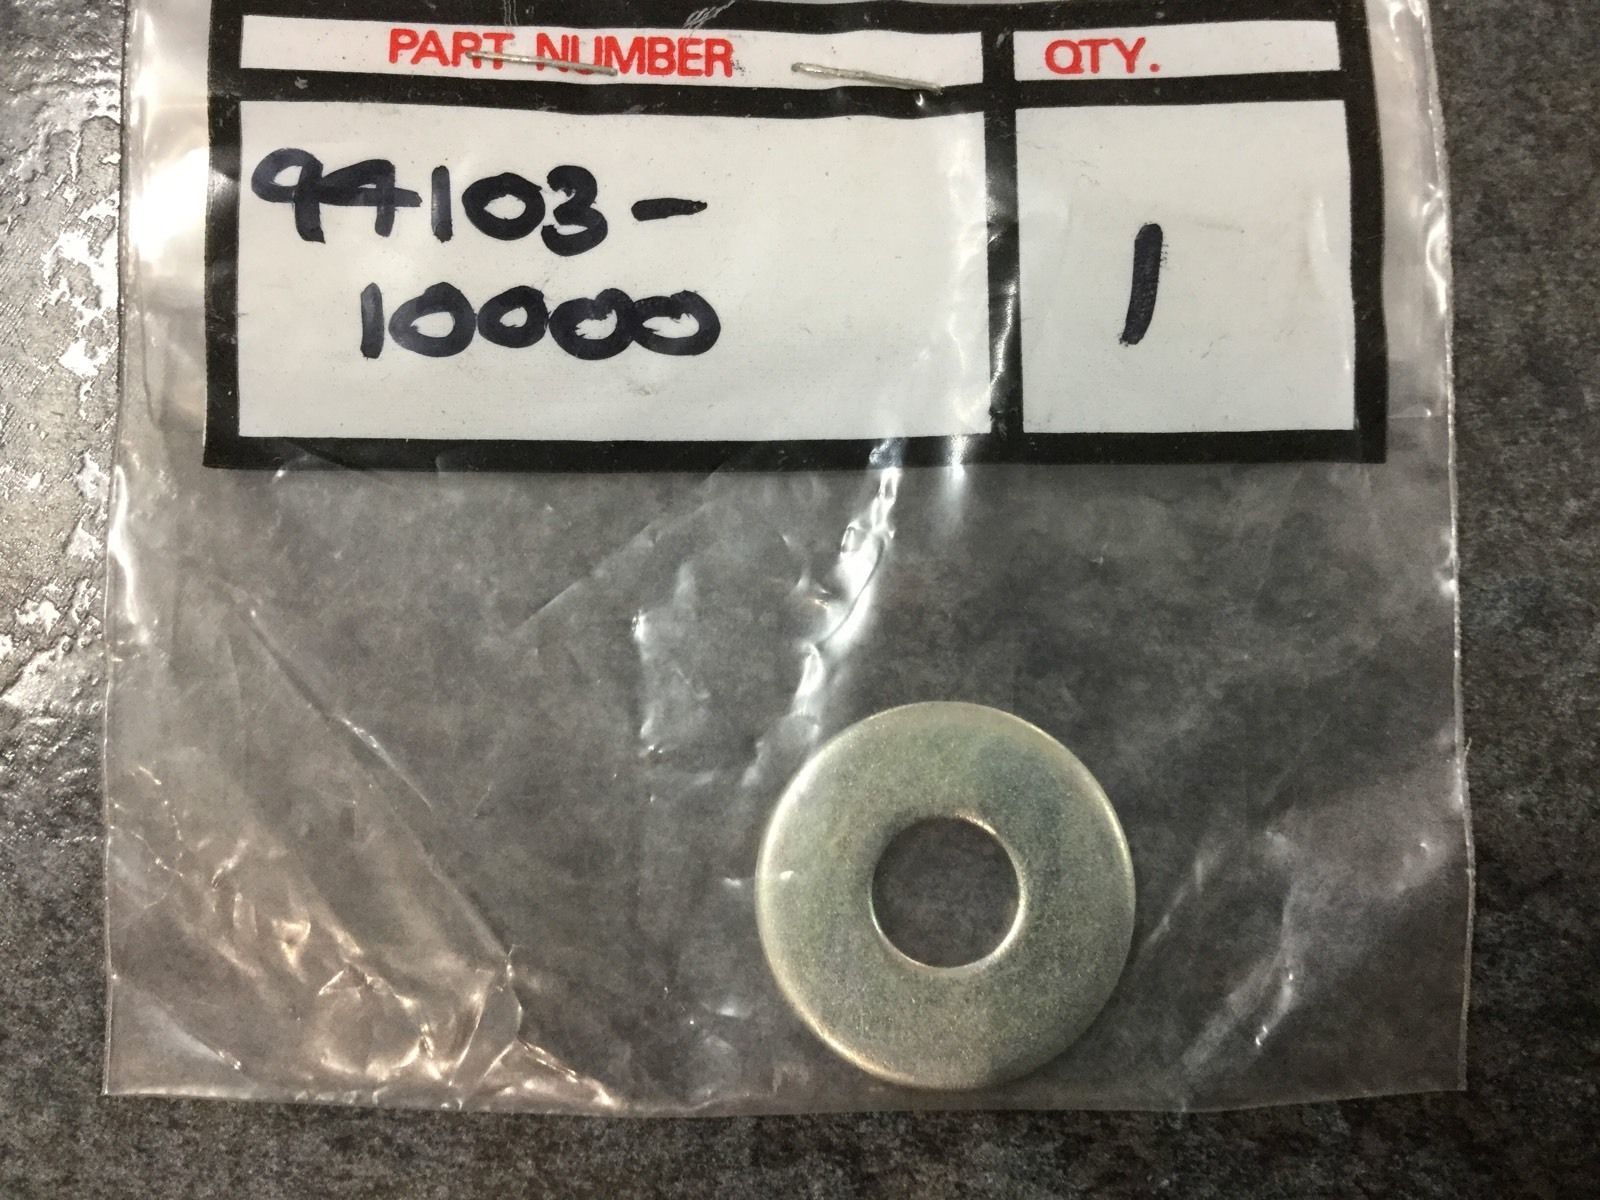 PART NUMBER
QTY.
94103-
10000
1